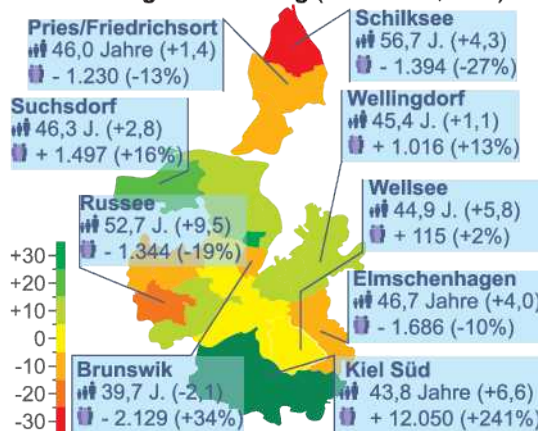 Pries/Friedrichsort
46,0 Jahre (+1,4)
- 1.230 (-13%)
Schilksee
56,7 J. (+4,3)
- 1.394 (-27%)
Suchsdorf
46,3 J. (+2,8)
+ 1.497 (+16%)
Wellingdorf
45,4 J. (+1,1)
+ 1.016 (+13%)
Russee
52,7 J. (+9,5)
- 1.344 (-19%)
Wellsee
44,9 J. (+5,8)
+ 115 (+2%)
+30
+20
+10
0
-10
-20
-30
Elmschenhagen
46,7 Jahre (+4,0)
- 1.686 (-10%)
Brunswik
39,7 J. (-2,1)
- 2.129 (+34%)
Kiel Süd
43,8 Jahre (+6,6)
+ 12.050 (+241%)